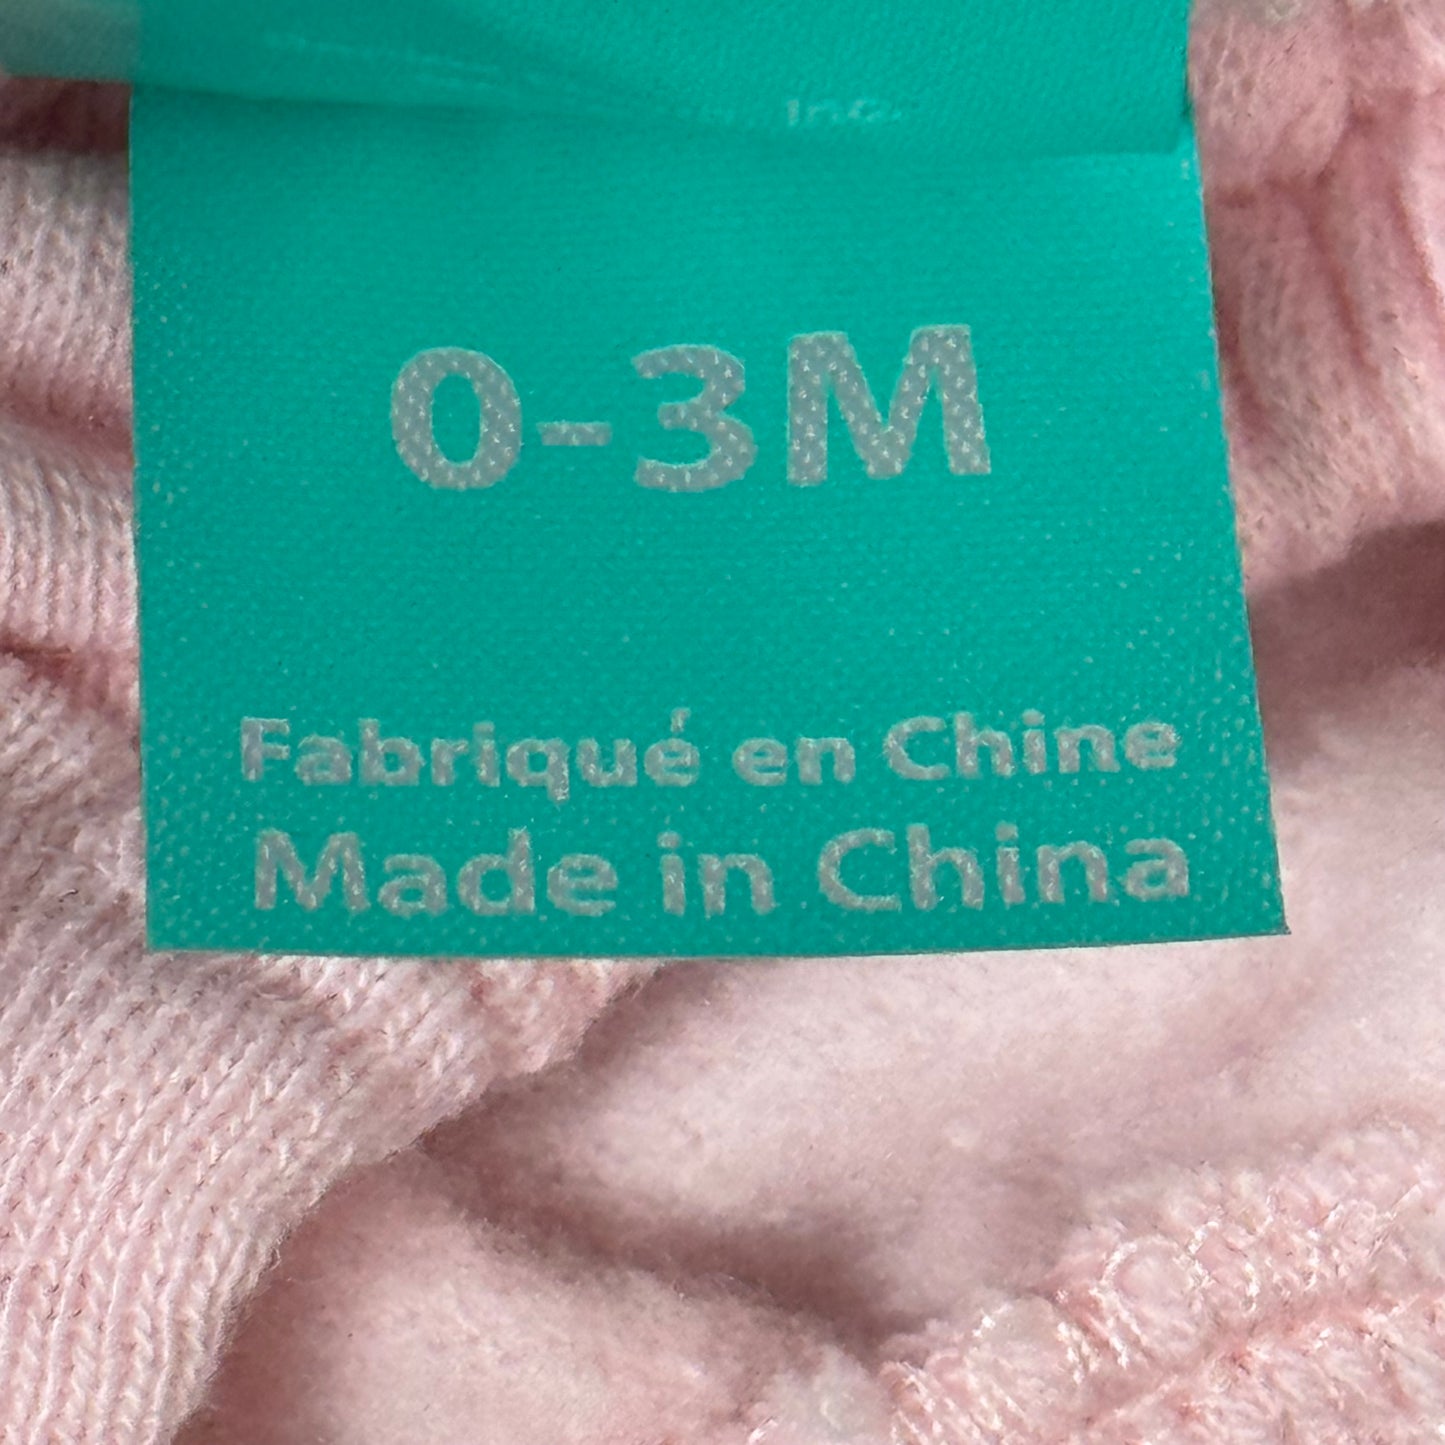 0-3M
Fabriqué en Chine
Made in China